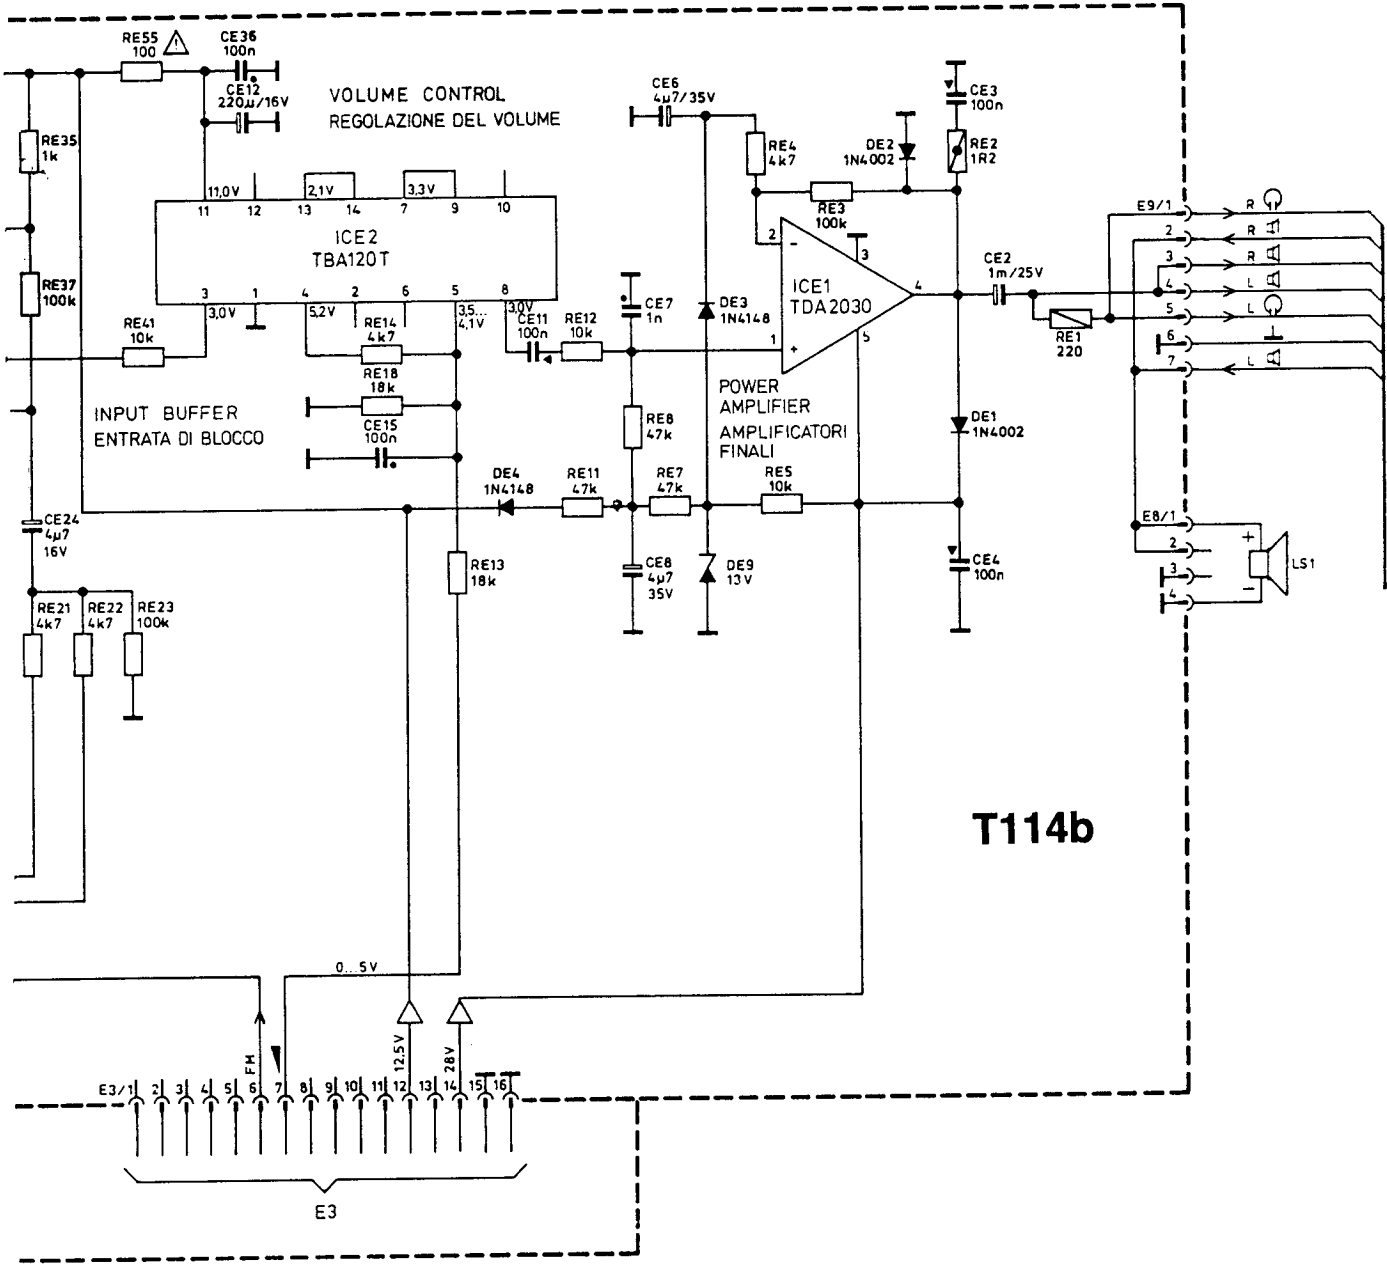 RE55
100
CE36
100n
CE12
220µ/16V
VOLUME CONTROL
REGOLAZIONE DEL VOLUME
CE6
4µ7/35V
CE3
100n
RE35
1k
RE4
4k7
DE2
1N4002
RE2
1R2
11,0V
2,1V
3,3V
11
12
13
14
7
9
10
ICE2
TBA120T
RE3
100k
E9/1
R
2
R
3
R
4
L
5
L
6
7
L
2
3
ICE1
TDA2030
4
CE2
1m/25V
RE37
100k
3
1
4
2
6
5
8
3,0V
5,2V
3,5...
4,1V
3,0V
CE7
1n
DE3
1N4148
RE41
10k
RE14
4k7
CE11
100n
RE12
10k
1
5
RE1
220
RE18
18k
POWER
AMPLIFIER
AMPLIFICATORI
FINALI
INPUT BUFFER
ENTRATA DI BLOCCO
CE15
100n
RE8
47k
DE1
1N4002
DE4
1N4148
RE11
47k
RE7
47k
RE5
10k
CE24
4µ7
16V
E8/1
2
3
4
+
−
LS1
RE13
18k
CE8
4µ7
35V
DE9
13V
CE4
100n
RE21
4k7
RE22
4k7
RE23
100k
T114b
0...5V
FM
12.5V
28V
E3/1
2
3
4
5
6
7
8
9
10
11
12
13
14
15
16
E3